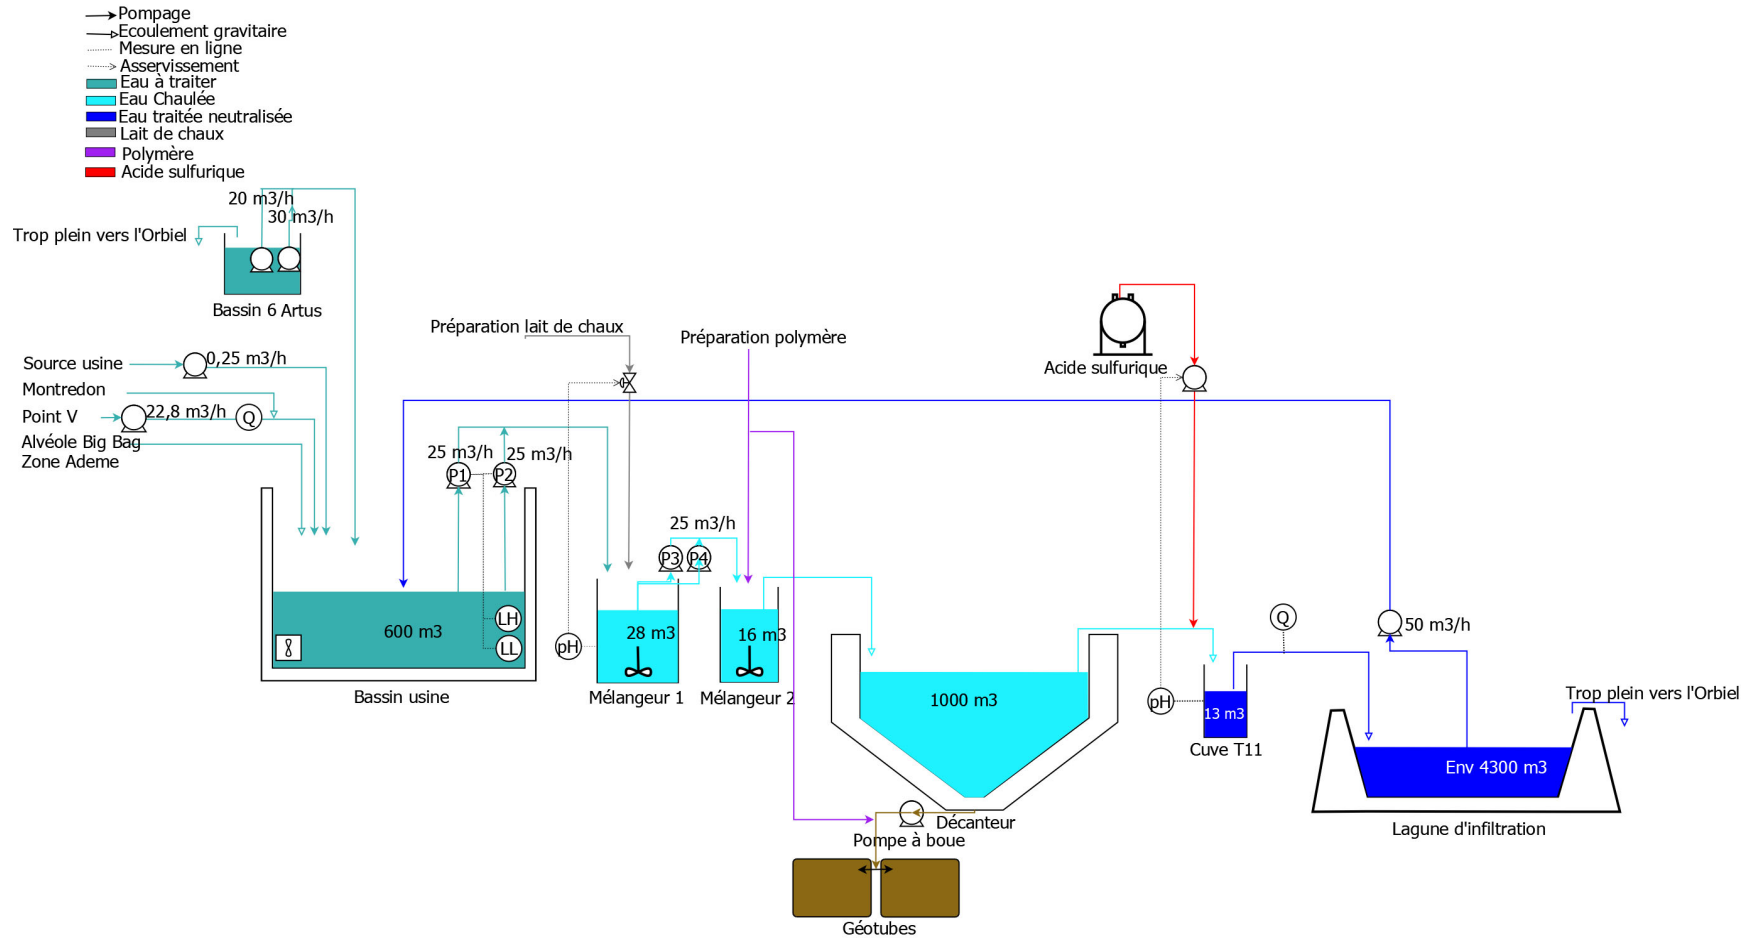 Pompage
Ecoulement gravitaire
Mesure en ligne
Asservissement
Eau à traiter
Eau Chaulée
Eau traitée neutralisée
Lait de chaux
Polymère
Acide sulfurique
20 m3/h
30 m3/h
Trop plein vers l'Orbiel
Bassin 6 Artus
Préparation lait de chaux
Préparation polymère
Source usine
0,25 m3/h
Montredon
Point V
22,8 m3/h
Q
Alvéole Big Bag
Zone Ademe
Acide sulfurique
25 m3/h
25 m3/h
P1
P2
25 m3/h
P3
P4
LH
LL
600 m3
pH
28 m3
16 m3
Bassin usine
Mélangeur 1
Mélangeur 2
1000 m3
pH
13 m3
Cuve T11
Q
50 m3/h
Trop plein vers l'Orbiel
Env 4300 m3
Lagune d'infiltration
Décanteur
Pompe à boue
Géotubes